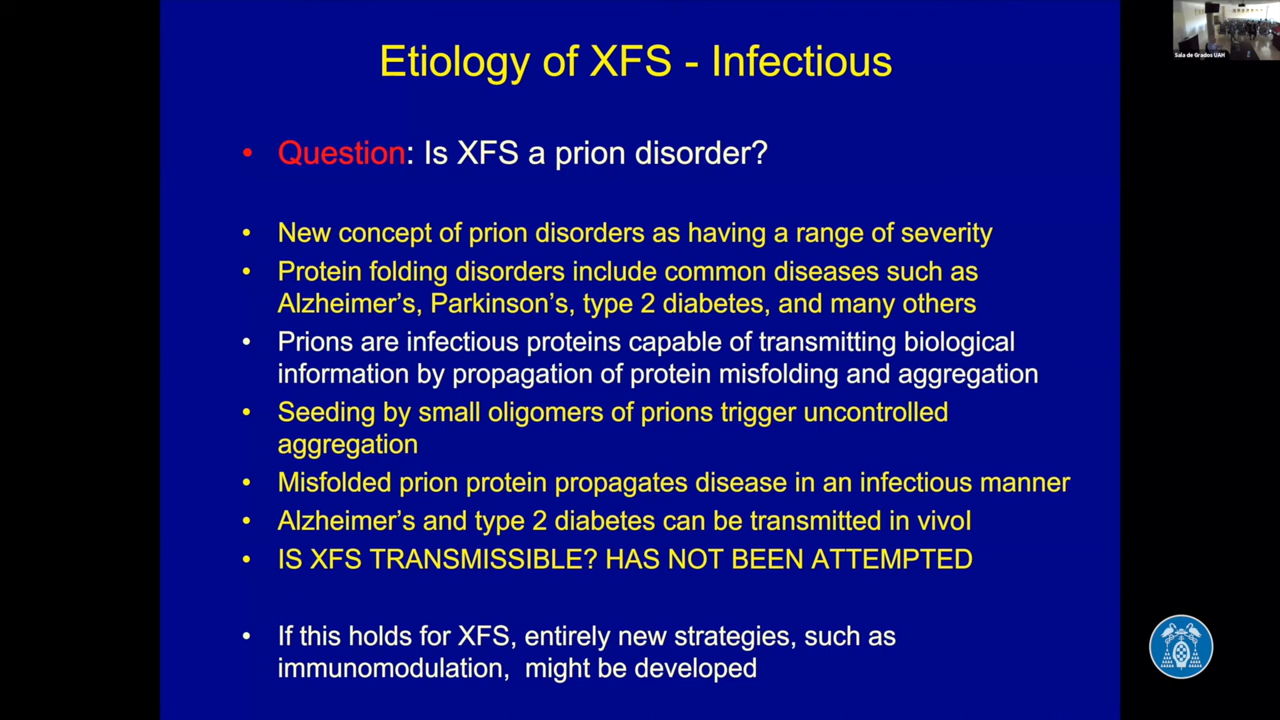 Etiology of XFS - Infectious
Sala de Grados UAH
• Question: Is XFS a prion disorder?
• New concept of prion disorders as having a range of severity
• Protein folding disorders include common diseases such as
Alzheimer's, Parkinson's, type 2 diabetes, and many others
• Prions are infectious proteins capable of transmitting biological
information by propagation of protein misfolding and aggregation
• Seeding by small oligomers of prions trigger uncontrolled
aggregation
• Misfolded prion protein propagates disease in an infectious manner
• Alzheimer's and type 2 diabetes can be transmitted in vivol
• IS XFS TRANSMISSIBLE? HAS NOT BEEN ATTEMPTED
• If this holds for XFS, entirely new strategies, such as
immunomodulation, might be developed